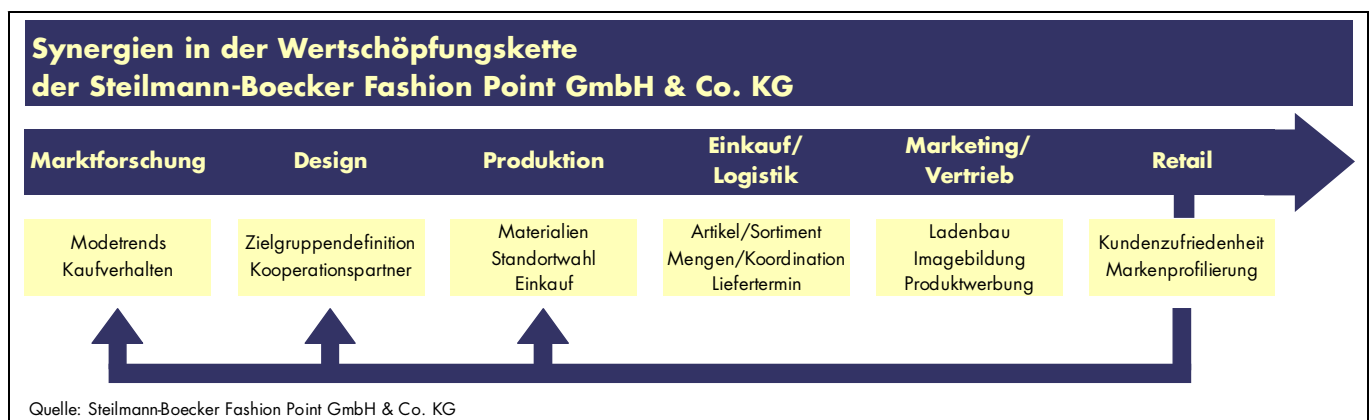 Synergien in der Wertschöpfungskette
der Steilmann-Boecker Fashion Point GmbH & Co. KG
Marktforschung
Design
Produktion
Einkauf/
Logistik
Marketing/
Vertrieb
Retail
Modetrends
Kaufverhalten
Zielgruppendefinition
Kooperationspartner
Materialien
Standortwahl
Einkauf
Artikel/Sortiment
Mengen/Koordination
Liefertermin
Ladenbau
Imagebildung
Produktwerbung
Kundenzufriedenheit
Markenprofilierung
Quelle: Steilmann-Boecker Fashion Point GmbH & Co. KG